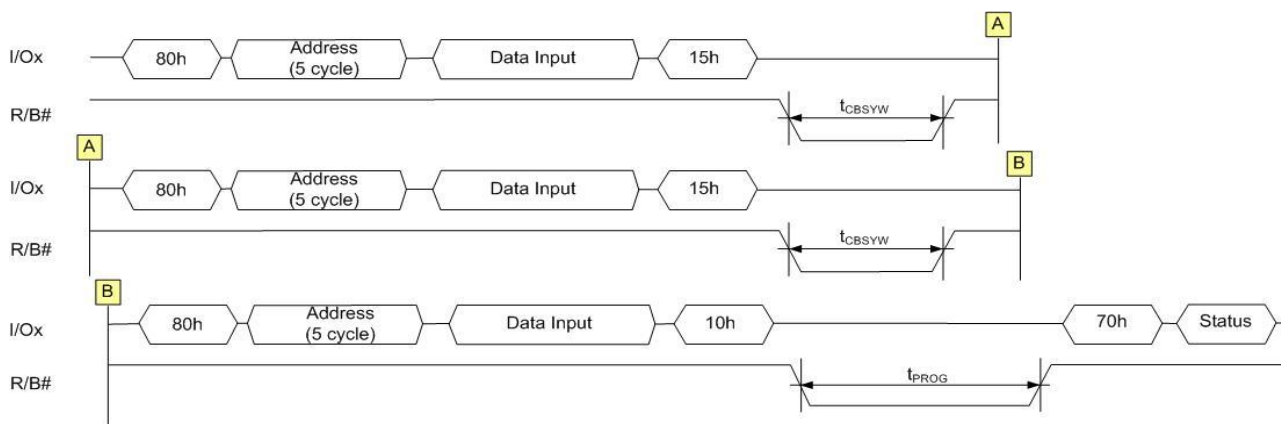 A
I/Ox 80h Address (5 cycle) Data Input 15h
R/B# tCBSYW
A B
I/Ox 80h Address (5 cycle) Data Input 15h
R/B# tCBSYW
B
I/Ox 80h Address (5 cycle) Data Input 10h 70h Status
R/B# tPROG